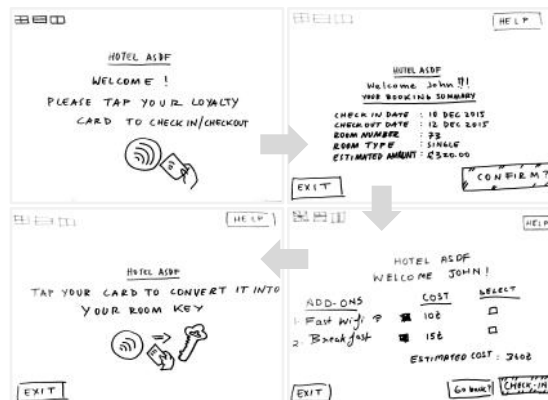 HOTEL ASDF
WELCOME !
PLEASE TAP YOUR LOYALTY
CARD TO CHECK IN/CHECKOUT
HELP
HOTEL ASDF
Welcome John !!!
YOUR BOOKING SUMMARY
CHECK IN DATE : 10 DEC 2015
CHECKOUT DATE : 12 DEC 2015
ROOM NUMBER : 73
ROOM TYPE : SINGLE
ESTIMATED AMOUNT : £320.00
EXIT
CONFIRM?
HELP
HOTEL ASDF
WELCOME JOHN !
ADD-ONS COST SELECT
1. Fast Wifi
2. Breakfast
ESTIMATED COST :
EXIT
Go back?
CHECK-IN
HELP
HOTEL ASDF
TAP YOUR CARD TO CONVERT IT INTO
YOUR ROOM KEY
EXIT